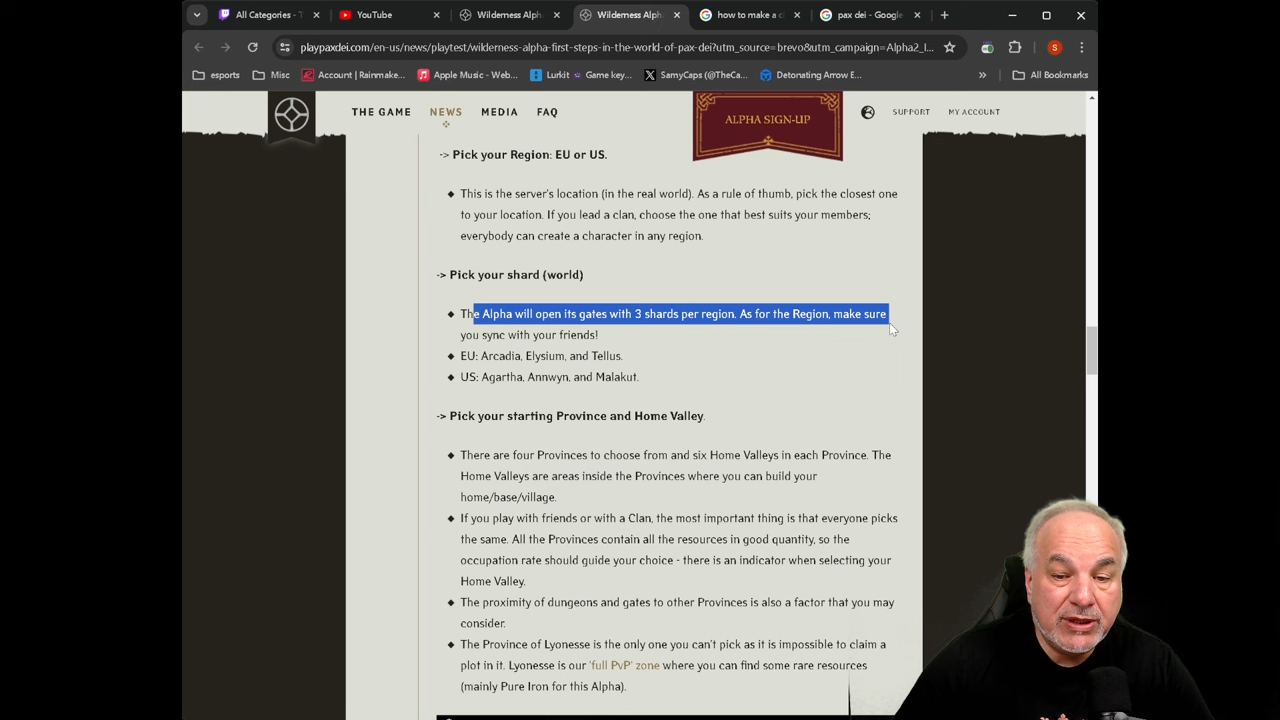 All Categories - T
YouTube
Wilderness Alpha
Wilderness Alpha
how to make a c
pax dei - Google
playpaxdei.com/en-us/news/playtest/wilderness-alpha-first-steps-in-the-world-of-pax-dei?utm_source=brevo&utm_campaign=Alpha2_l...
S
esports
Misc
Account | Rainmake...
Apple Music - Web...
Lurkit
Game key...
SamyCaps (@TheCa...
Detonating Arrow E...
»
All Bookmarks
THE GAME
NEWS
MEDIA
FAQ
ALPHA SIGN-UP
SUPPORT
MY ACCOUNT
-> Pick your Region: EU or US.
This is the server's location (in the real world). As a rule of thumb, pick the closest one
to your location. If you lead a clan, choose the one that best suits your members;
everybody can create a character in any region.
-> Pick your shard (world)
The Alpha will open its gates with 3 shards per region. As for the Region, make sure
you sync with your friends!
EU: Arcadia, Elysium, and Tellus.
US: Agartha, Annwyn, and Malakut.
-> Pick your starting Province and Home Valley.
There are four Provinces to choose from and six Home Valleys in each Province. The
Home Valleys are areas inside the Provinces where you can build your
home/base/village.
If you play with friends or with a Clan, the most important thing is that everyone picks
the same. All the Provinces contain all the resources in good quantity, so the
occupation rate should guide your choice - there is an indicator when selecting your
Home Valley.
The proximity of dungeons and gates to other Provinces is also a factor that you may
consider.
The Province of Lyonesse is the only one you can't pick as it is impossible to claim a
plot in it. Lyonesse is our 'full PvP' zone where you can find some rare resources
(mainly Pure Iron for this Alpha).